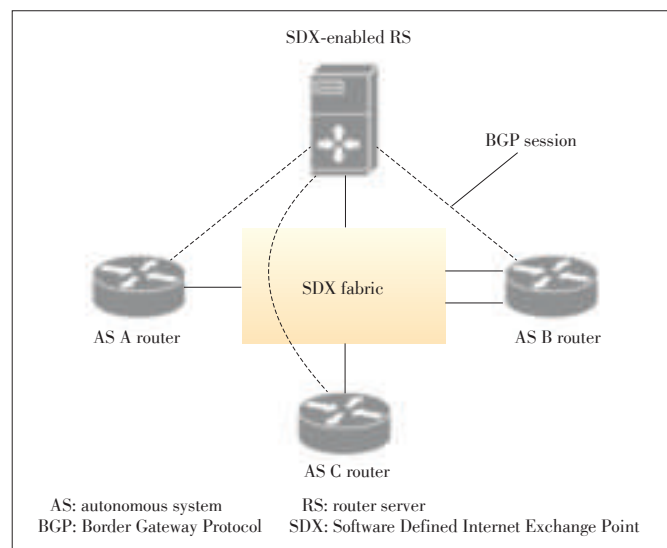 SDX-enabled RS
BGP session
SDX fabric
AS A router
AS B router
AS C router
AS: autonomous system
RS: router server
BGP: Border Gateway Protocol
SDX: Software Defined Internet Exchange Point